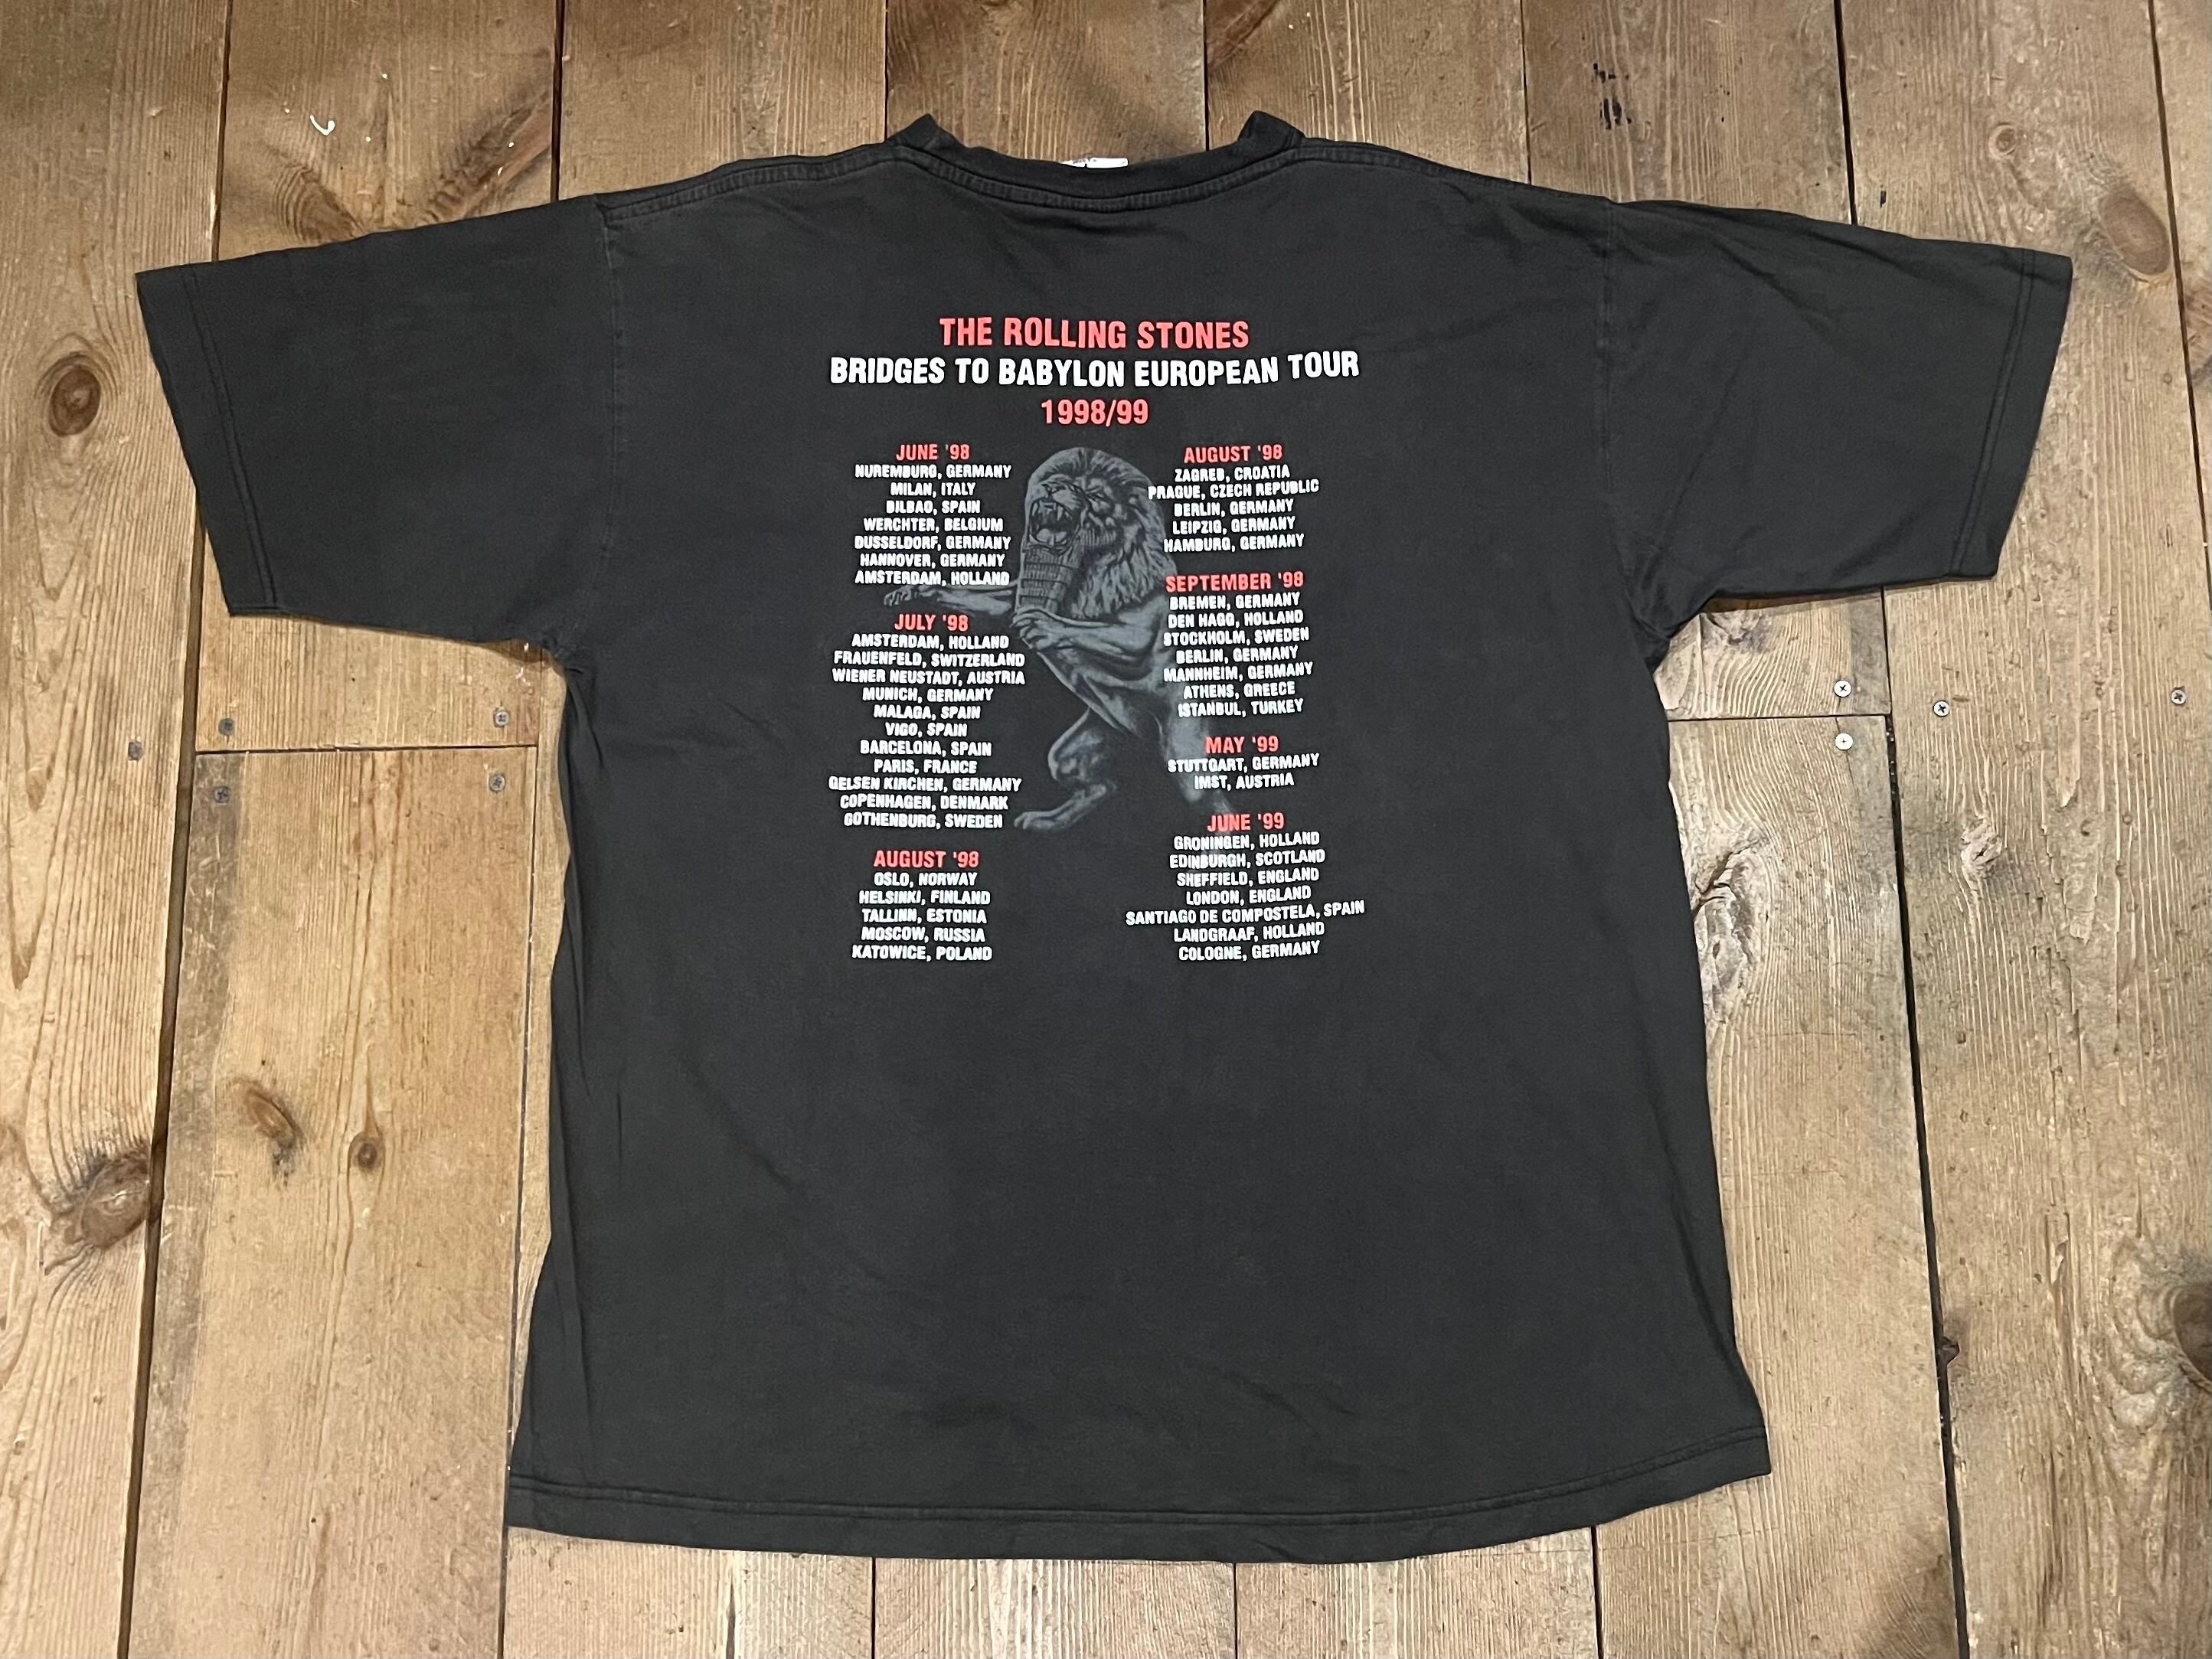 THE ROLLING STONES
BRIDGES TO BABYLON EUROPEAN TOUR
1998/99
JUNE '98
NUREMBURG, GERMANY
MILAN, ITALY
BILBAO, SPAIN
WERCHTER, BELGIUM
DUSSELDORF, GERMANY
HANNOVER, GERMANY
AMSTERDAM, HOLLAND
JULY '98
AMSTERDAM, HOLLAND
FRAUENFELD, SWITZERLAND
WIENER NEUSTADT, AUSTRIA
MUNICH, GERMANY
MALAGA, SPAIN
VIGO, SPAIN
BARCELONA, SPAIN
PARIS, FRANCE
GELSEN KIRCHEN, GERMANY
COPENHAGEN, DENMARK
GOTHENBURG, SWEDEN
AUGUST '98
OSLO, NORWAY
HELSINKI, FINLAND
TALLINN, ESTONIA
MOSCOW, RUSSIA
KATOWICE, POLAND
AUGUST '98
ZAGREB, CROATIA
PRAGUE, CZECH REPUBLIC
BERLIN, GERMANY
LEIPZIG, GERMANY
HAMBURG, GERMANY
SEPTEMBER '98
BREMEN, GERMANY
DEN HAGG, HOLLAND
STOCKHOLM, SWEDEN
BERLIN, GERMANY
MANNHEIM, GERMANY
ATHENS, GREECE
ISTANBUL, TURKEY
MAY '99
STUTTGART, GERMANY
IMST, AUSTRIA
JUNE '99
GRONINGEN, HOLLAND
EDINBURGH, SCOTLAND
SHEFFIELD, ENGLAND
LONDON, ENGLAND
SANTIAGO DE COMPOSTELA, SPAIN
LANDGRAAF, HOLLAND
COLOGNE, GERMANY